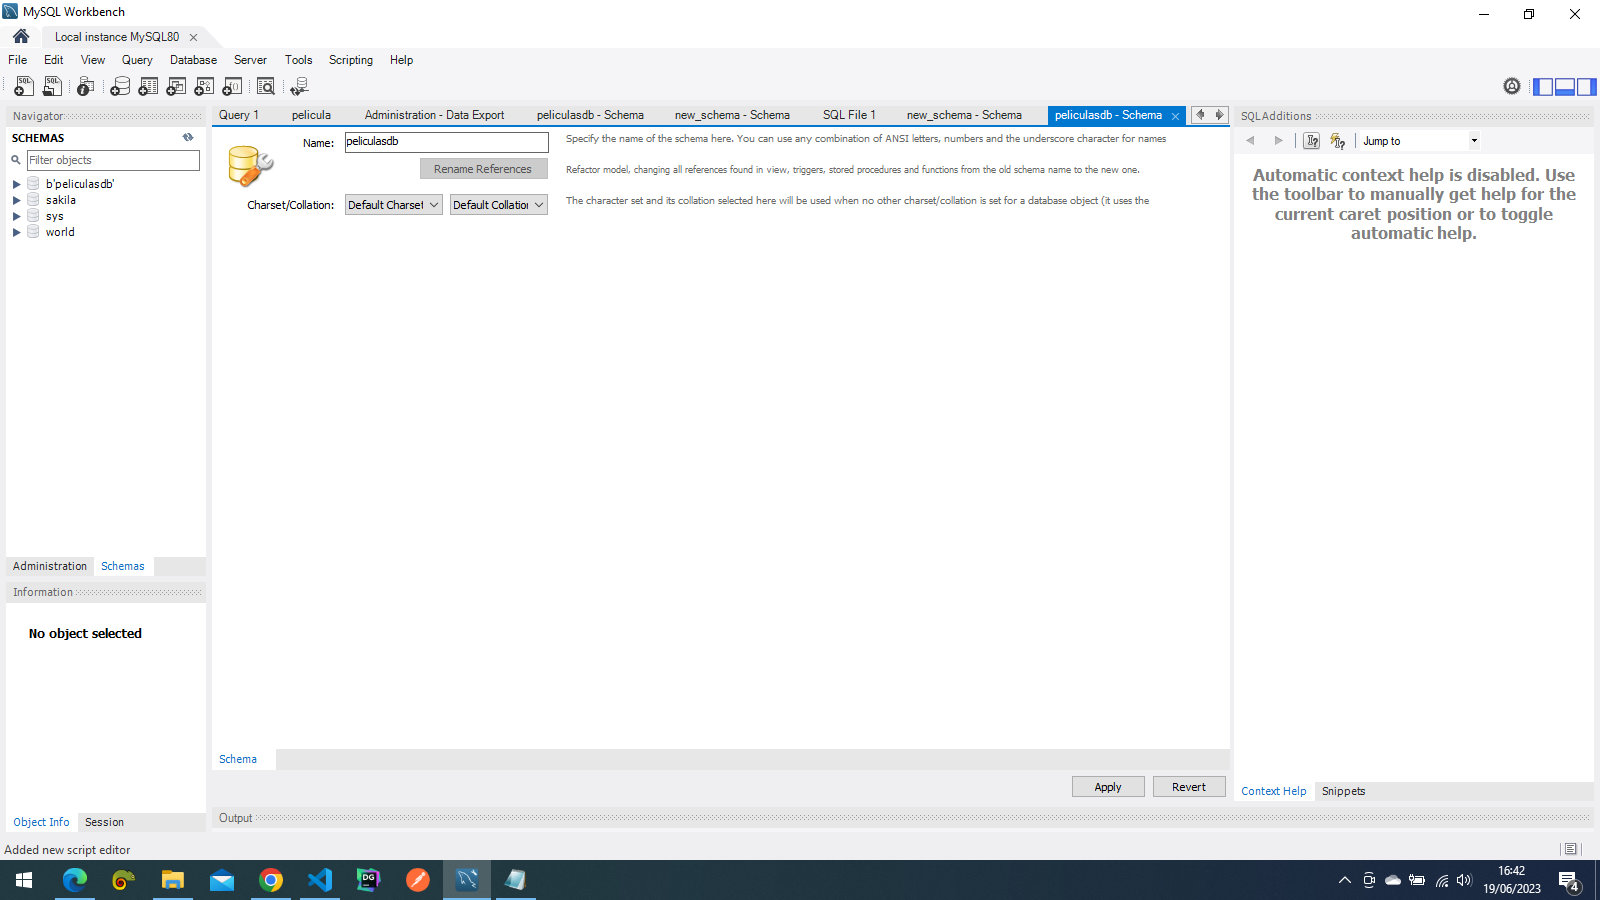 MySQL Workbench
Local instance MySQL80
File Edit View Query Database Server Tools Scripting Help
Navigator
SCHEMAS
Filter objects
b'peliculasdb'
sakila
sys
world
Administration Schemas
Information
No object selected
Object Info Session
Query 1 pelicula Administration - Data Export peliculasdb - Schema new_schema - Schema SQL File 1 new_schema - Schema peliculasdb - Schema
Name: peliculasdb
Specify the name of the schema here. You can use any combination of ANSI letters, numbers and the underscore character for names
Rename References
Refactor model, changing all references found in view, triggers, stored procedures and functions from the old schema name to the new one.
Charset/Collation: Default Charset Default Collation
The character set and its collation selected here will be used when no other charset/collation is set for a database object (it uses the
Schema
Apply Revert
Output
SQLAdditions
Jump to
Automatic context help is disabled. Use
the toolbar to manually get help for the
current caret position or to toggle
automatic help.
Context Help Snippets
Added new script editor
16:42
19/06/2023
4